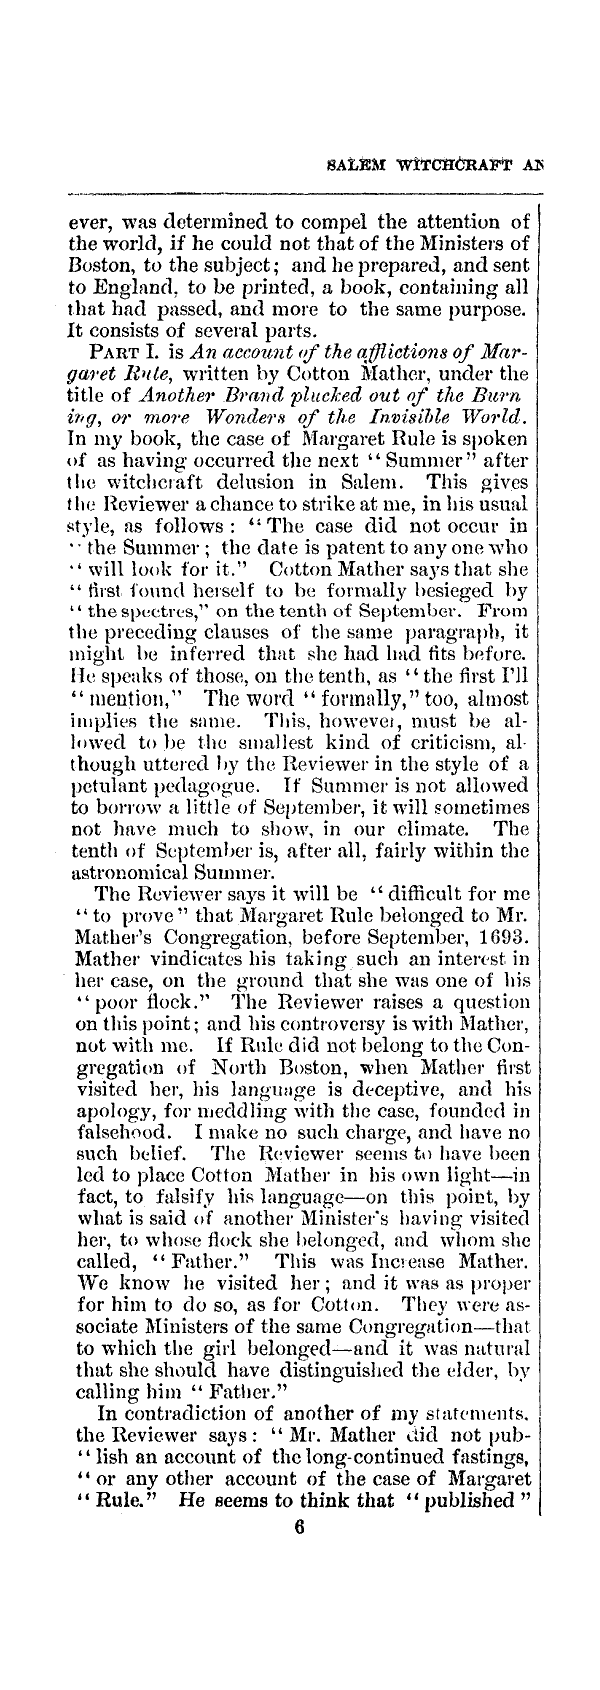 SALEM WITCHCRAFT AN
ever, was determined to compel the attention of
the world, if he could not that of the Ministers of
Boston, to the subject; and he prepared, and sent
to England, to be printed, a book, containing all
that had passed, and more to the same purpose.
It consists of several parts.
PART I. is An account of the afflictions of Mar-
garet Rule, written by Cotton Mather, under the
title of Another Brand plucked out of the Burn
ing, or more Wonders of the Invisible World.
In my book, the case of Margaret Rule is spoken
of as having occurred the next “Summer” after
the witchcraft delusion in Salem. This gives
the Reviewer a chance to strike at me, in his usual
style, as follows: “The case did not occur in
“the Summer; the date is patent to any one who
“will look for it.” Cotton Mather says that she
“first found herself to be formally besieged by
“the spectres,” on the tenth of September. From
the preceding clauses of the same paragraph, it
might be inferred that she had had fits before.
He speaks of those, on the tenth, as “the first I'll
“mention,” The word “formally,” too, almost
implies the same. This, however, must be al-
lowed to be the smallest kind of criticism, al-
though uttered by the Reviewer in the style of a
petulant pedagogue. If Summer is not allowed
to borrow a little of September, it will sometimes
not have much to show, in our climate. The
tenth of September is, after all, fairly within the
astronomical Summer.
The Reviewer says it will be “difficult for me
“to prove” that Margaret Rule belonged to Mr.
Mather's Congregation, before September, 1693.
Mather vindicates his taking such an interest in
her case, on the ground that she was one of his
“poor flock.” The Reviewer raises a question
on this point; and his controversy is with Mather,
not with me. If Rule did not belong to the Con-
gregation of North Boston, when Mather first
visited her, his language is deceptive, and his
apology, for meddling with the case, founded in
falsehood. I make no such charge, and have no
such belief. The Reviewer seems to have been
led to place Cotton Mather in his own light—in
fact, to falsify his language—on this point, by
what is said of another Minister's having visited
her, to whose flock she belonged, and whom she
called, “Father.” This was Increase Mather.
We know he visited her; and it was as proper
for him to do so, as for Cotton. They were as-
sociate Ministers of the same Congregation—that
to which the girl belonged—and it was natural
that she should have distinguished the elder, by
calling him “Father.”
In contradiction of another of my statements,
the Reviewer says: “Mr. Mather did not pub-
“lish an account of the long-continued fastings,
“or any other account of the case of Margaret
“Rule.” He seems to think that “published”
6